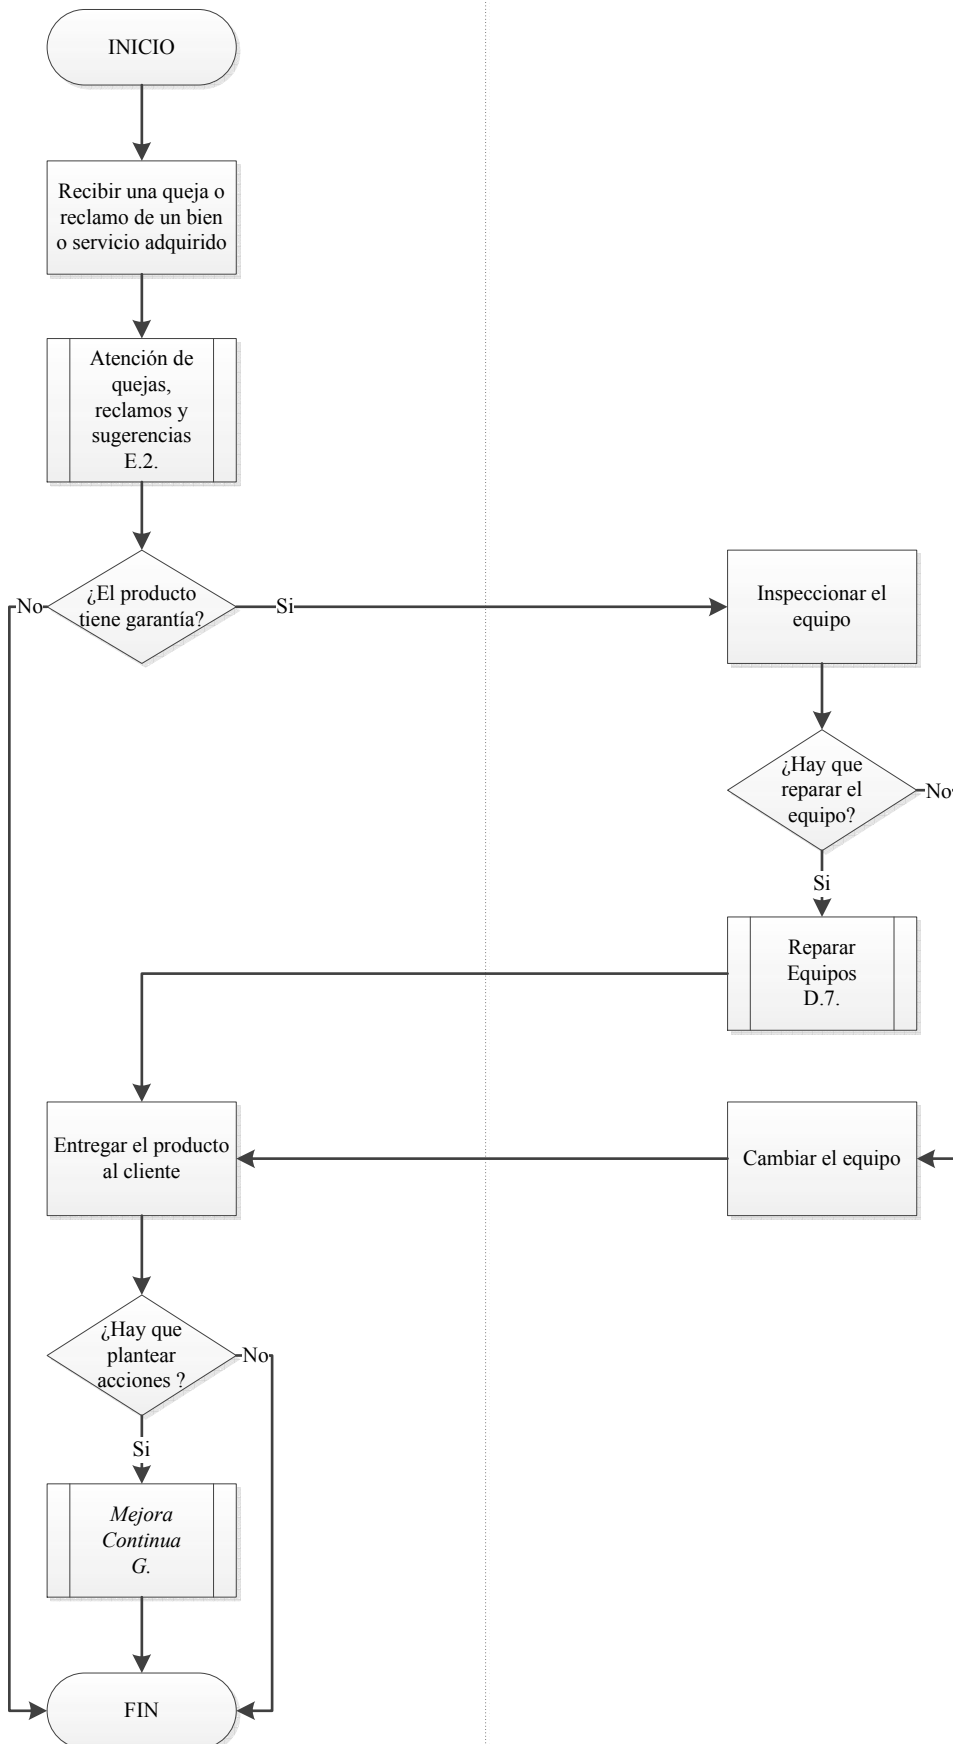 INICIO
Recibir una queja o
reclamo de un bien
o servicio adquirido
Atención de
quejas,
reclamos y
sugerencias
E.2.
¿El producto
tiene garantía?
No
Si
Inspeccionar el
equipo
¿Hay que
reparar el
equipo?
No
Si
Reparar
Equipos
D.7.
Entregar el producto
al cliente
Cambiar el equipo
¿Hay que
plantear
acciones ?
No
Si
Mejora
Continua
G.
FIN